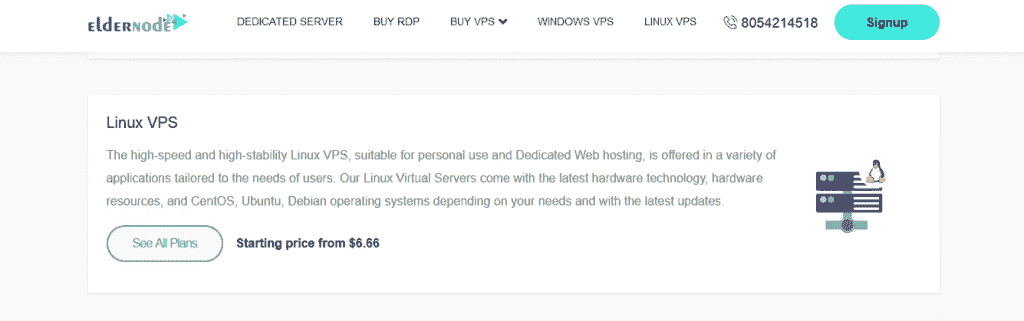 ELDERNODE
DEDICATED SERVER
BUY RDP
BUY VPS
WINDOWS VPS
LINUX VPS
8054214518
Signup
Linux VPS
The high-speed and high-stability Linux VPS, suitable for personal use and Dedicated Web hosting, is offered in a variety of
applications tailored to the needs of users. Our Linux Virtual Servers come with the latest hardware technology, hardware
resources, and CentOS, Ubuntu, Debian operating systems depending on your needs and with the latest updates.
See All Plans
Starting price from $6.66